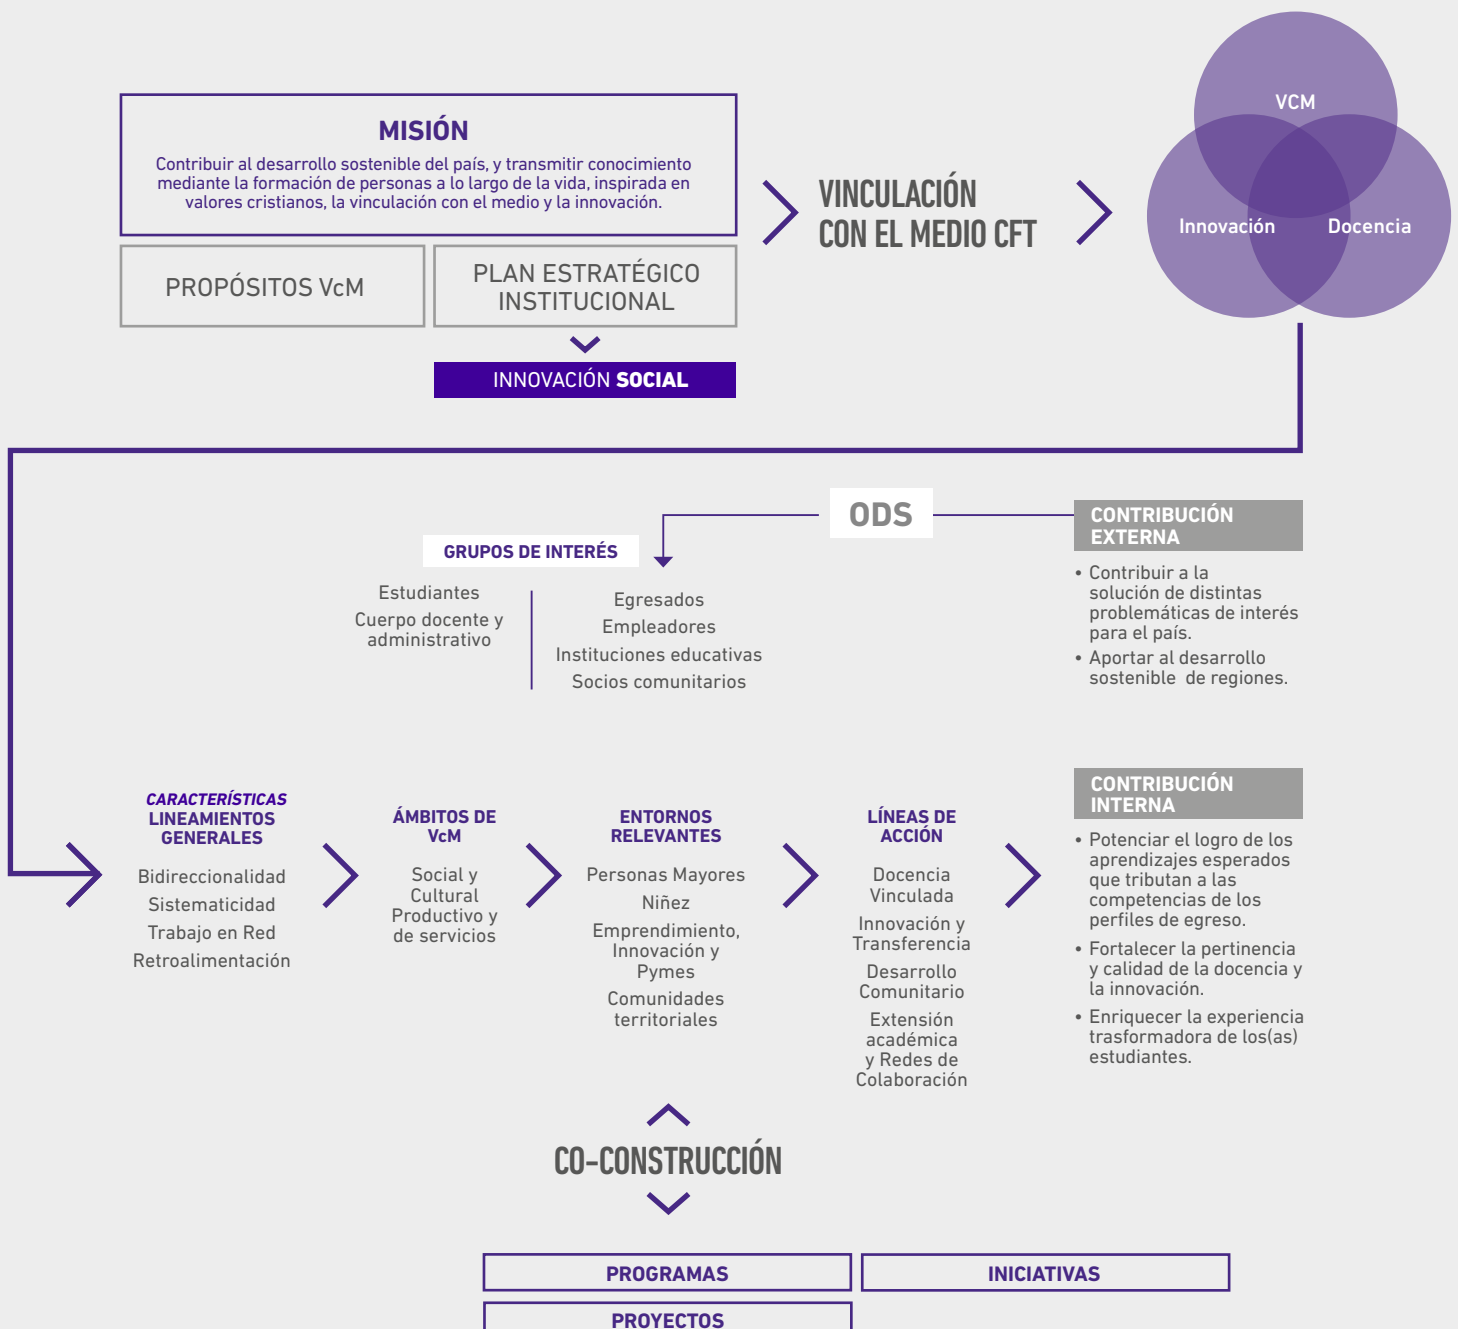 MISIÓN
Contribuir al desarrollo sostenible del país, y transmitir conocimiento
mediante la formación de personas a lo largo de la vida, inspirada en
valores cristianos, la vinculación con el medio y la innovación.
PROPÓSITOS VcM
PLAN ESTRATÉGICO
INSTITUCIONAL
INNOVACIÓN SOCIAL
VINCULACIÓN
CON EL MEDIO CFT
VCM
Innovación
Docencia
ODS
GRUPOS DE INTERÉS
Estudiantes
Cuerpo docente y
administrativo
Egresados
Empleadores
Instituciones educativas
Socios comunitarios
CONTRIBUCIÓN
EXTERNA
• Contribuir a la
solución de distintas
problemáticas de interés
para el país.
• Aportar al desarrollo
sostenible de regiones.
CARACTERÍSTICAS
LINEAMIENTOS
GENERALES
Bidireccionalidad
Sistematicidad
Trabajo en Red
Retroalimentación
ÁMBITOS DE
VcM
Social y
Cultural
Productivo y
de servicios
ENTORNOS
RELEVANTES
Personas Mayores
Niñez
Emprendimiento,
Innovación y
Pymes
Comunidades
territoriales
LÍNEAS DE
ACCIÓN
Docencia
Vinculada
Innovación y
Transferencia
Desarrollo
Comunitario
Extensión
académica
y Redes de
Colaboración
CONTRIBUCIÓN
INTERNA
• Potenciar el logro de los
aprendizajes esperados
que tributan a las
competencias de los
perfiles de egreso.
• Fortalecer la pertinencia
y calidad de la docencia y
la innovación.
• Enriquecer la experiencia
trasformadora de los(as)
estudiantes.
CO-CONSTRUCCIÓN
PROGRAMAS
INICIATIVAS
PROYECTOS